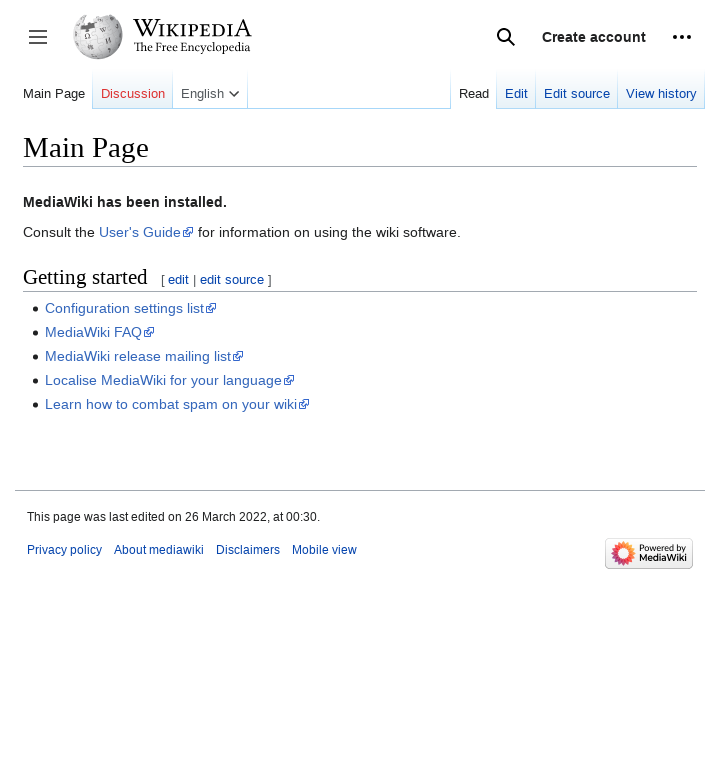 WIKIPEDIA
The Free Encyclopedia
Create account
Main Page Discussion English Read Edit Edit source View history
Main Page
MediaWiki has been installed.
Consult the User's Guide for information on using the wiki software.
Getting started [ edit | edit source ]
Configuration settings list
MediaWiki FAQ
MediaWiki release mailing list
Localise MediaWiki for your language
Learn how to combat spam on your wiki
This page was last edited on 26 March 2022, at 00:30.
Privacy policy About mediawiki Disclaimers Mobile view
Powered by
MediaWiki